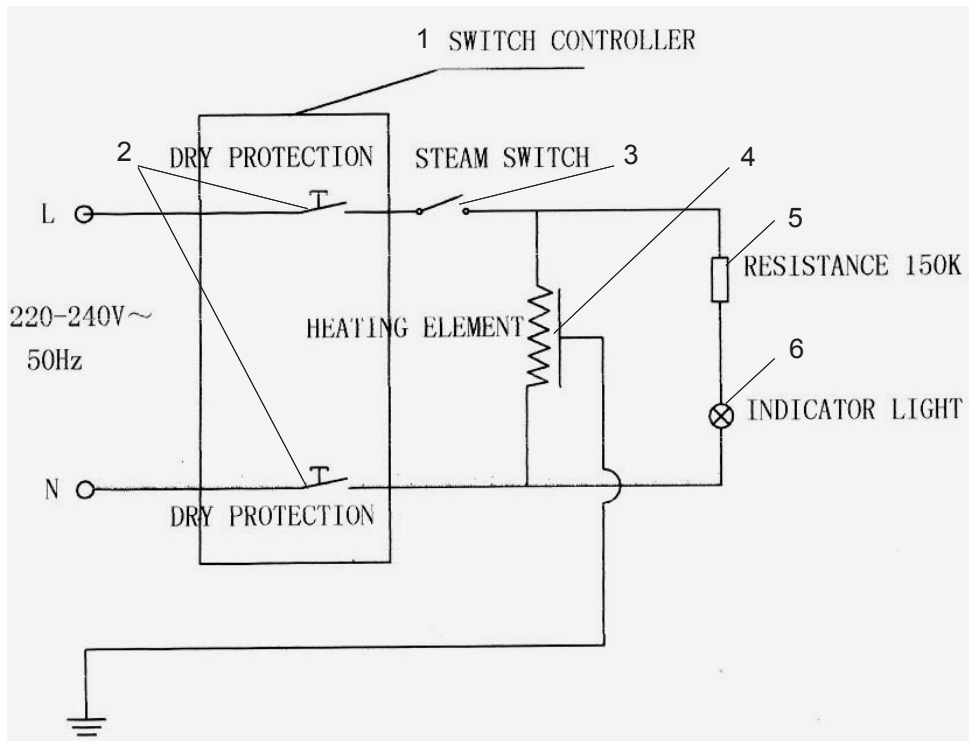 1 SWITCH CONTROLLER
2 DRY PROTECTION
STEAM SWITCH 3
4
L
5
RESISTANCE 150K
220-240V～
50Hz
HEATING ELEMENT
6
INDICATOR LIGHT
N
DRY PROTECTION